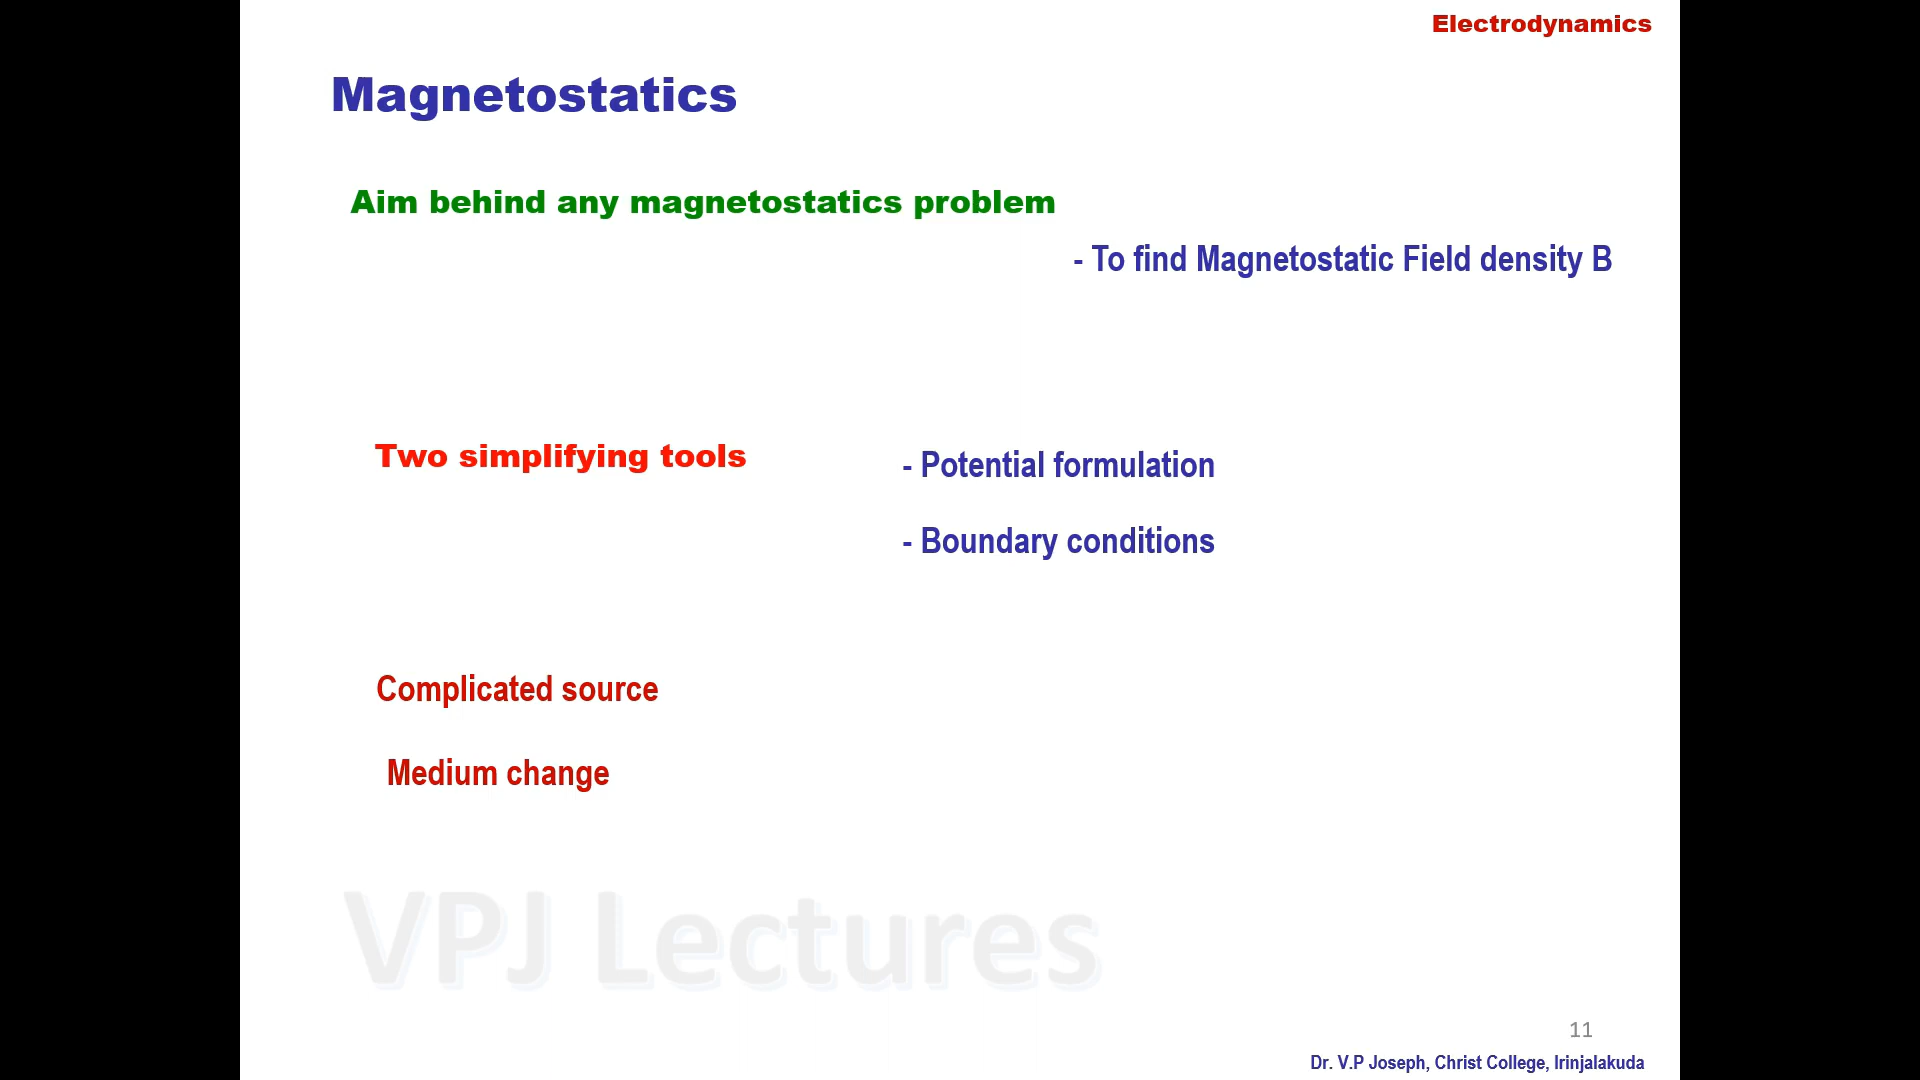 Electrodynamics
Magnetostatics
Aim behind any magnetostatics problem
- To find Magnetostatic Field density B
Two simplifying tools
- Potential formulation
- Boundary conditions
Complicated source
Medium change
VPJ Lectures
11
Dr. V.P Joseph, Christ College, Irinjalakuda